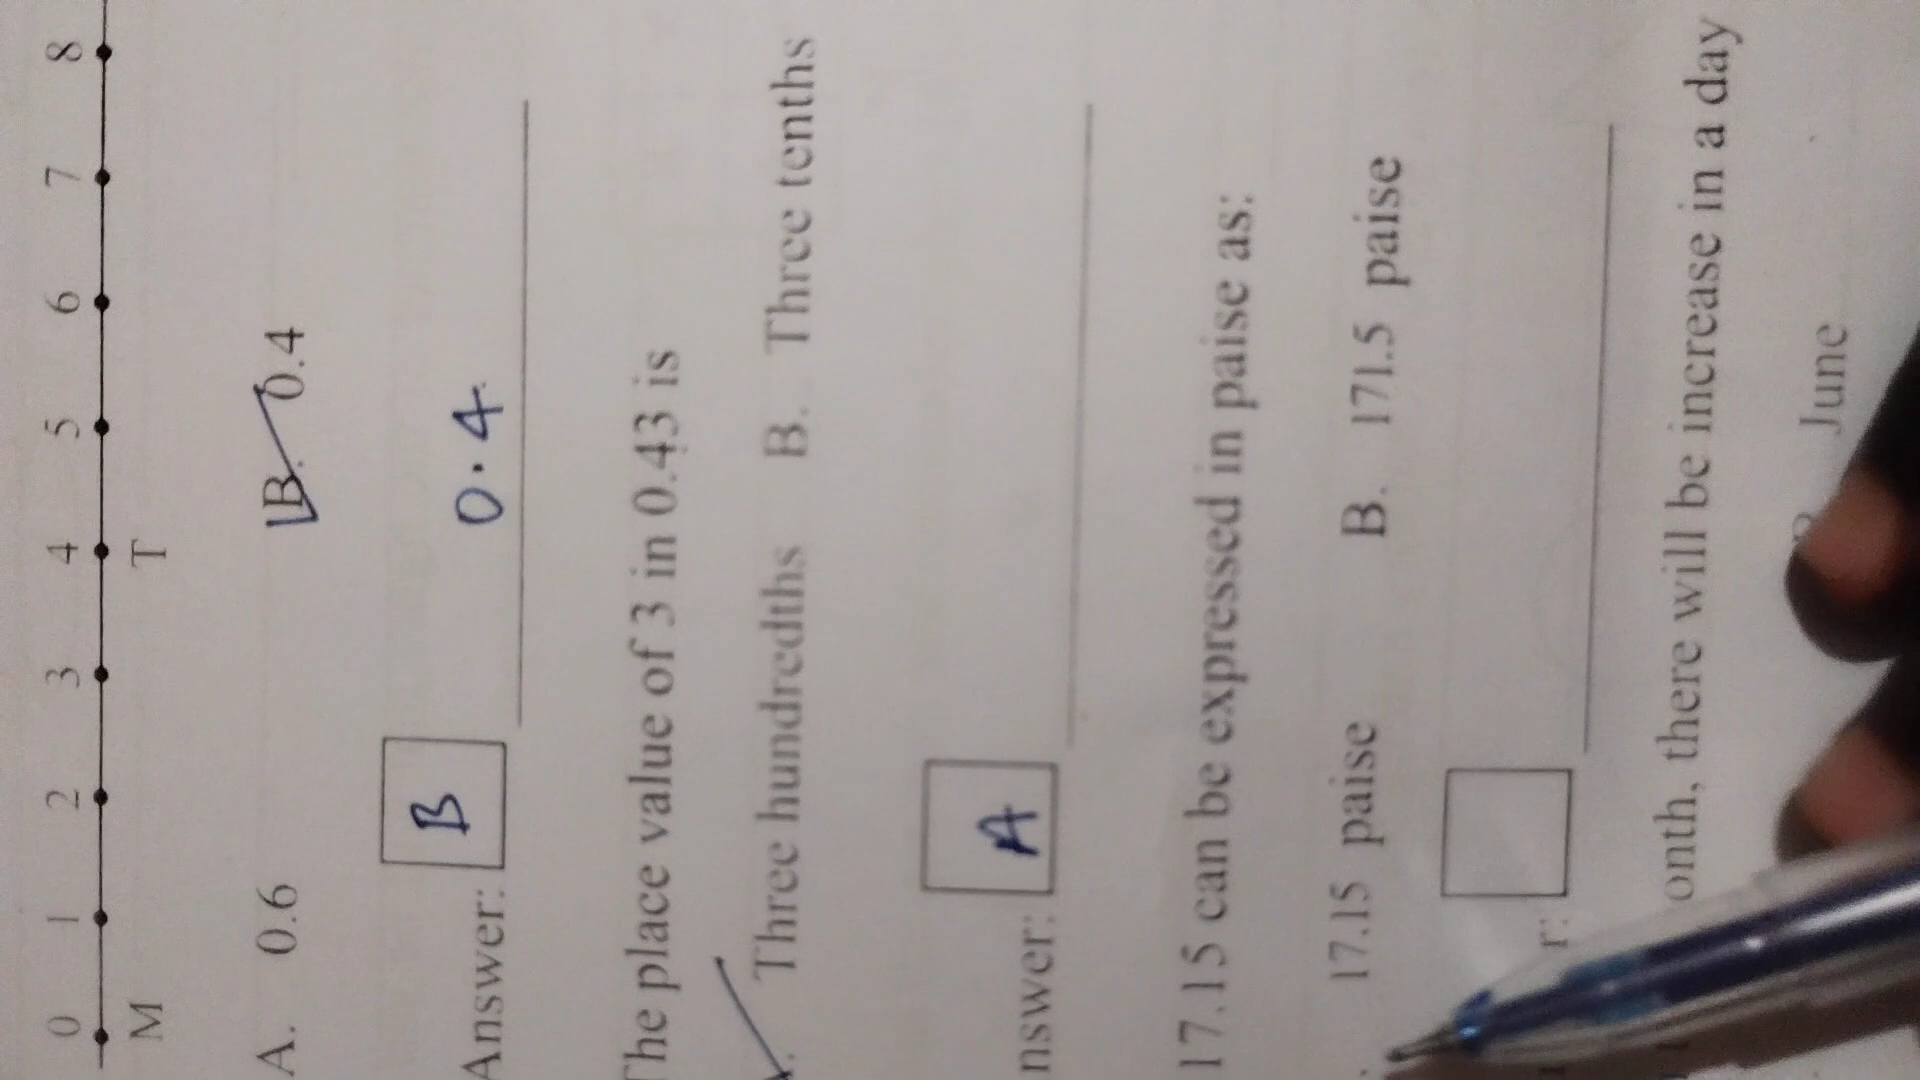 0 1 2 3 4 5 6 7 8
M T
A. 0.6 B. 0.4
Answer: B 0.4
The place value of 3 in 0.43 is
Three hundredths B. Three tenths
nswer: A
17.15 can be expressed in paise as:
17.15 paise B. 171.5 paise
r:
onth, there will be increase in a day
June